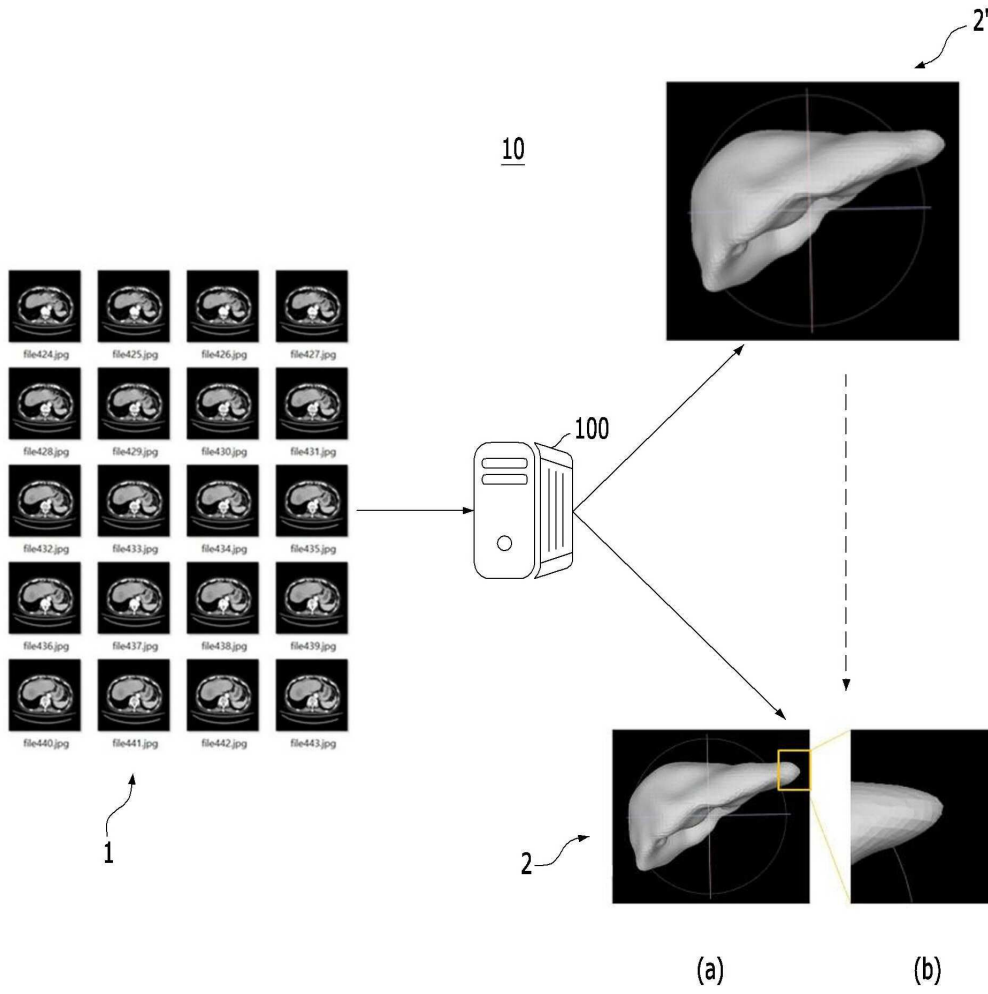 2'
10
file424.jpg file425.jpg file426.jpg file427.jpg
100
file428.jpg file429.jpg file430.jpg file431.jpg
file432.jpg file433.jpg file434.jpg file435.jpg
file436.jpg file437.jpg file438.jpg file439.jpg
file440.jpg file441.jpg file442.jpg file443.jpg
1
2
(a) (b)